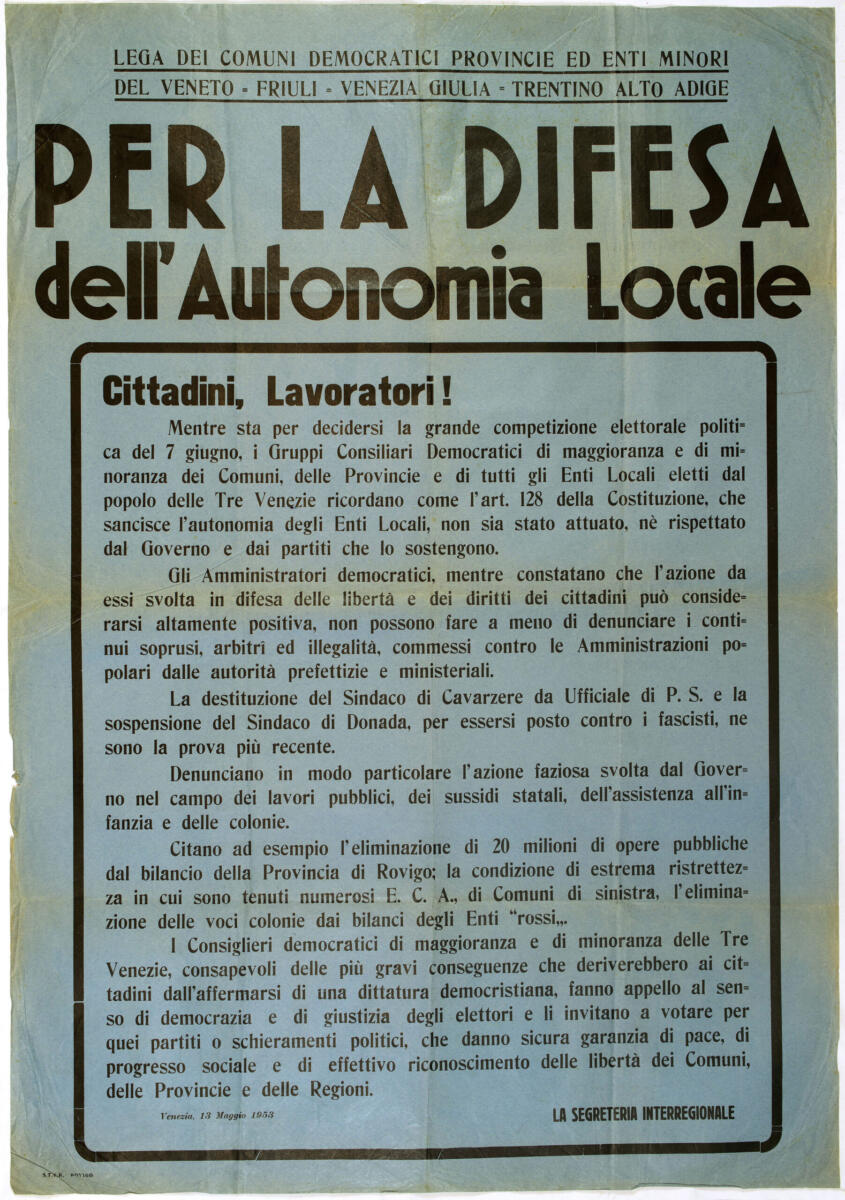 LEGA DEI COMUNI DEMOCRATICI PROVINCIE ED ENTI MINORI
DEL VENETO = FRIULI = VENEZIA GIULIA = TRENTINO ALTO ADIGE
PER LA DIFESA
dell'Autonomia Locale
Cittadini, Lavoratori!
Mentre sta per decidersi la grande competizione elettorale politi=
ca del 7 giugno, i Gruppi Consiliari Democratici di maggioranza e di mi=
noranza dei Comuni, delle Provincie e di tutti gli Enti Locali eletti dal
popolo delle Tre Venezie ricordano come l'art. 128 della Costituzione, che
sancisce l'autonomia degli Enti Locali, non sia stato attuato, nè rispettato
dal Governo e dai partiti che lo sostengono.
Gli Amministratori democratici, mentre constatano che l'azione da
essi svolta in difesa delle libertà e dei diritti dei cittadini può conside=
rarsi altamente positiva, non possono fare a meno di denunciare i conti=
nui soprusi, arbitrî ed illegalità, commessi contro le Amministrazioni po=
polari dalle autorità prefettizie e ministeriali.
La destituzione del Sindaco di Cavarzere da Ufficiale di P. S. e la
sospensione del Sindaco di Donada, per essersi posto contro i fascisti, ne
sono la prova più recente.
Denunciano in modo particolare l'azione faziosa svolta dal Gover=
no nel campo dei lavori pubblici, dei sussidi statali, dell'assistenza all'in=
fanzia e delle colonie.
Citano ad esempio l'eliminazione di 20 milioni di opere pubbliche
dal bilancio della Provincia di Rovigo; la condizione di estrema ristrettez=
za in cui sono tenuti numerosi E. C. A., di Comuni di sinistra, l'elimina=
zione delle voci colonie dai bilanci degli Enti "rossi„.
I Consiglieri democratici di maggioranza e di minoranza delle Tre
Venezie, consapevoli delle più gravi conseguenze che deriverebbero ai cit=
tadini dall'affermarsi di una dittatura democristiana, fanno appello al sen=
so di democrazia e di giustizia degli elettori e li invitano a votare per
quei partiti o schieramenti politici, che danno sicura garanzia di pace, di
progresso sociale e di effettivo riconoscimento delle libertà dei Comuni,
delle Provincie e delle Regioni.
Venezia, 13 Maggio 1953
LA SEGRETERIA INTERREGIONALE
S.T.E.R. - ROVIGO